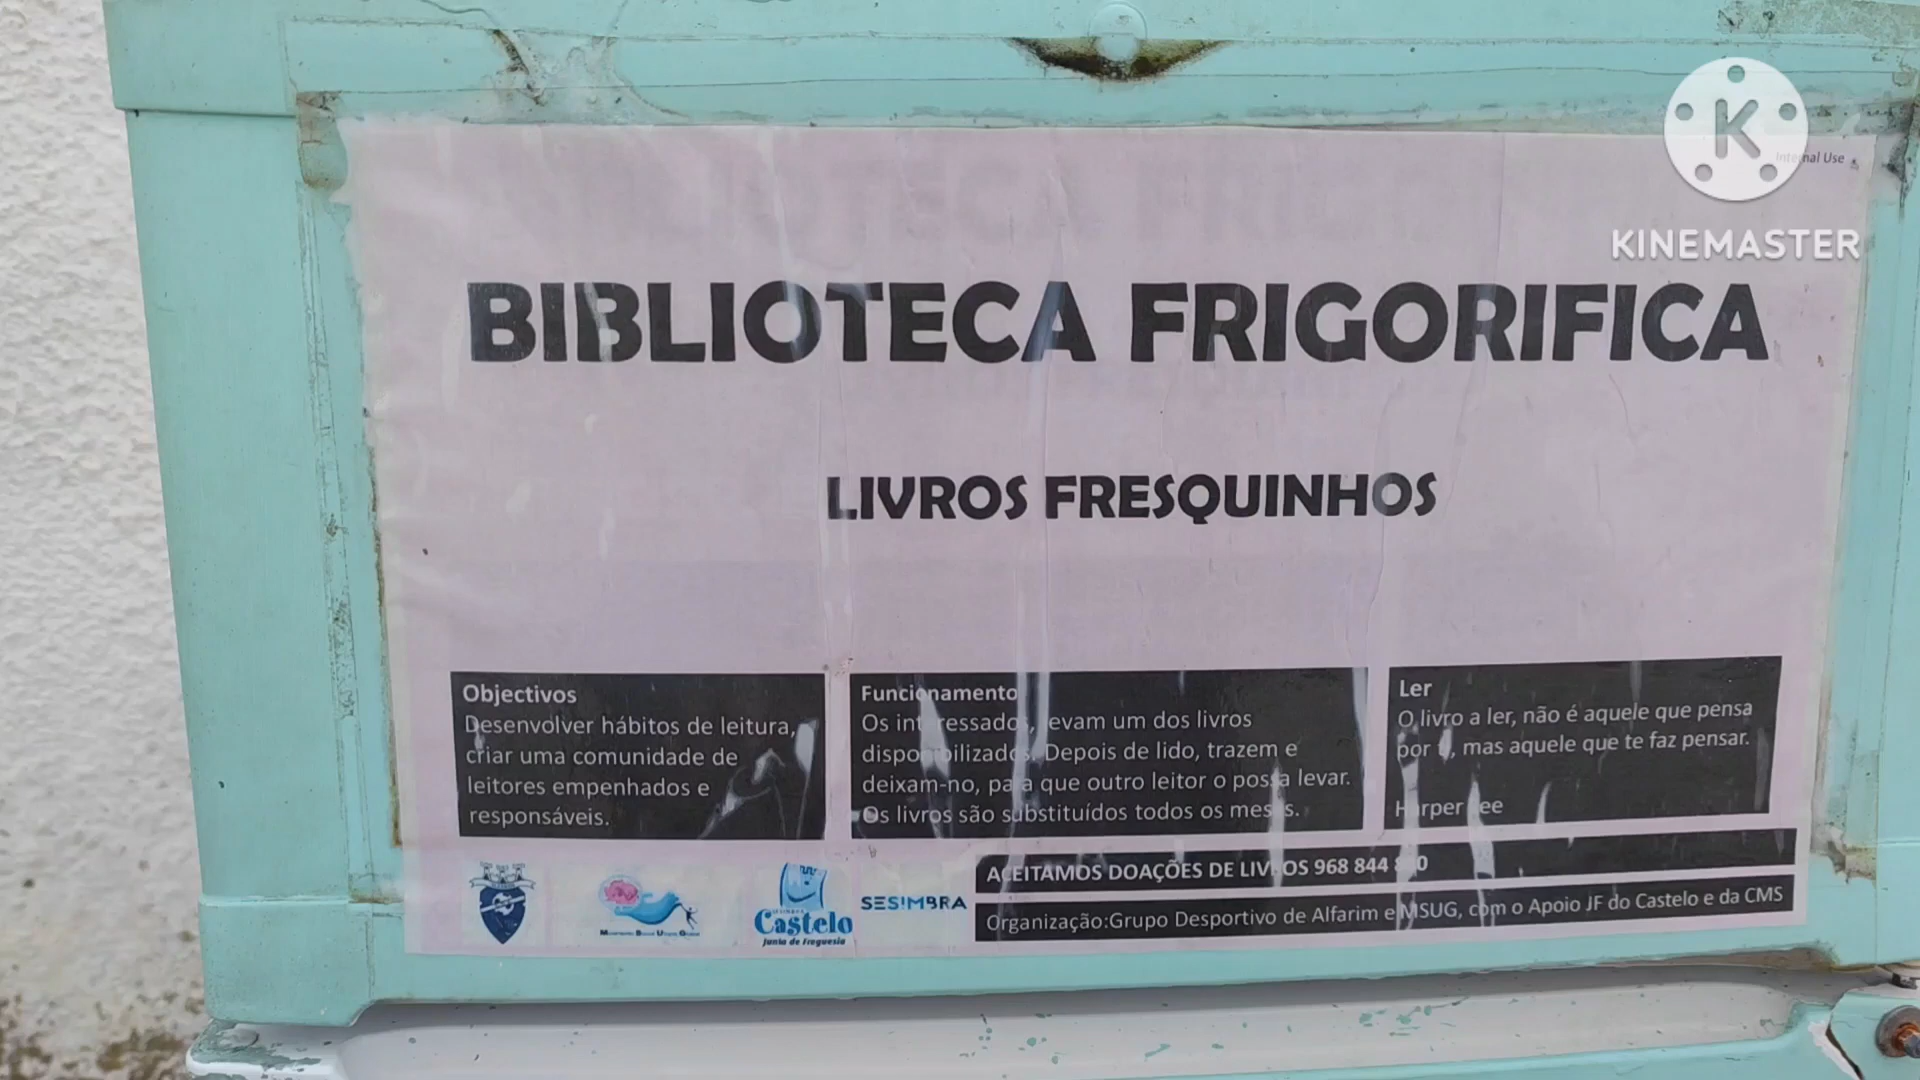 K
KINEMASTER
Internal Use
BIBLIOTECA FRIGORIFICA
LIVROS FRESQUINHOS
Objectivos
Desenvolver hábitos de leitura,
criar uma comunidade de
leitores empenhados e
responsáveis.
Funcionamento
Os interessados, levam um dos livros
disponibilizados. Depois de lido, trazem e
deixam-no, para que outro leitor o possa levar.
Os livros são substituídos todos os meses.
Ler
O livro a ler, não é aquele que pensa
por ti, mas aquele que te faz pensar.
Harper Lee
SESIMBRA
Castelo
Junta de Freguesia
SESIMBRA
ACEITAMOS DOAÇÕES DE LIVROS 968 844
Organização:Grupo Desportivo de Alfarim e MSUG, com o Apoio JF do Castelo e da CMS